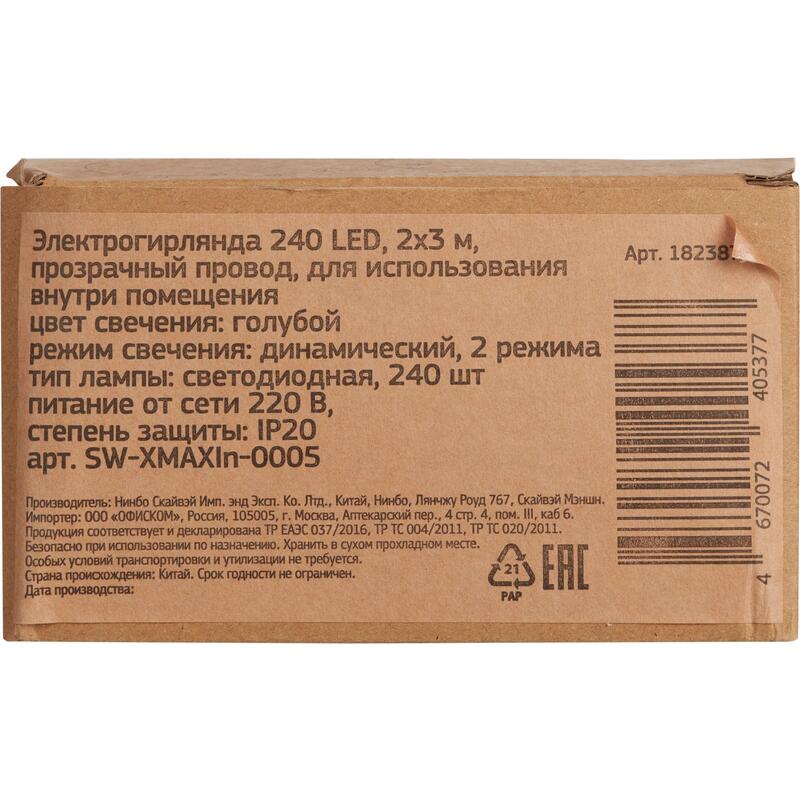 Электрогирлянда 240 LED, 2х3 м,
прозрачный провод, для использования
внутри помещения
цвет свечения: голубой
режим свечения: динамический, 2 режима
тип лампы: светодиодная, 240 шт
питание от сети 220 В,
степень защиты: IP20
арт. SW-XMAXIn-0005
Арт.
4 670072 405377
Производитель: Нинбо Скайвэй Имп. энд Эксп. Ко. Лтд., Китай, Нинбо, Лянчжу Роуд 767, Скайвэй Мэншн.
Импортер: ООО «ОФИСКОМ», Россия, 105005, г. Москва, Аптекарский пер., 4 стр. 4, пом. III, каб 6.
Продукция соответствует и декларирована ТР ЕАЭС 037/2016, ТР ТС 004/2011, ТР ТС 020/2011.
Безопасно при использовании по назначению. Хранить в сухом прохладном месте.
Особых условий транспортировки и утилизации не требуется.
Страна происхождения: Китай. Срок годности не ограничен.
Дата производства:
21
PAP
EAC